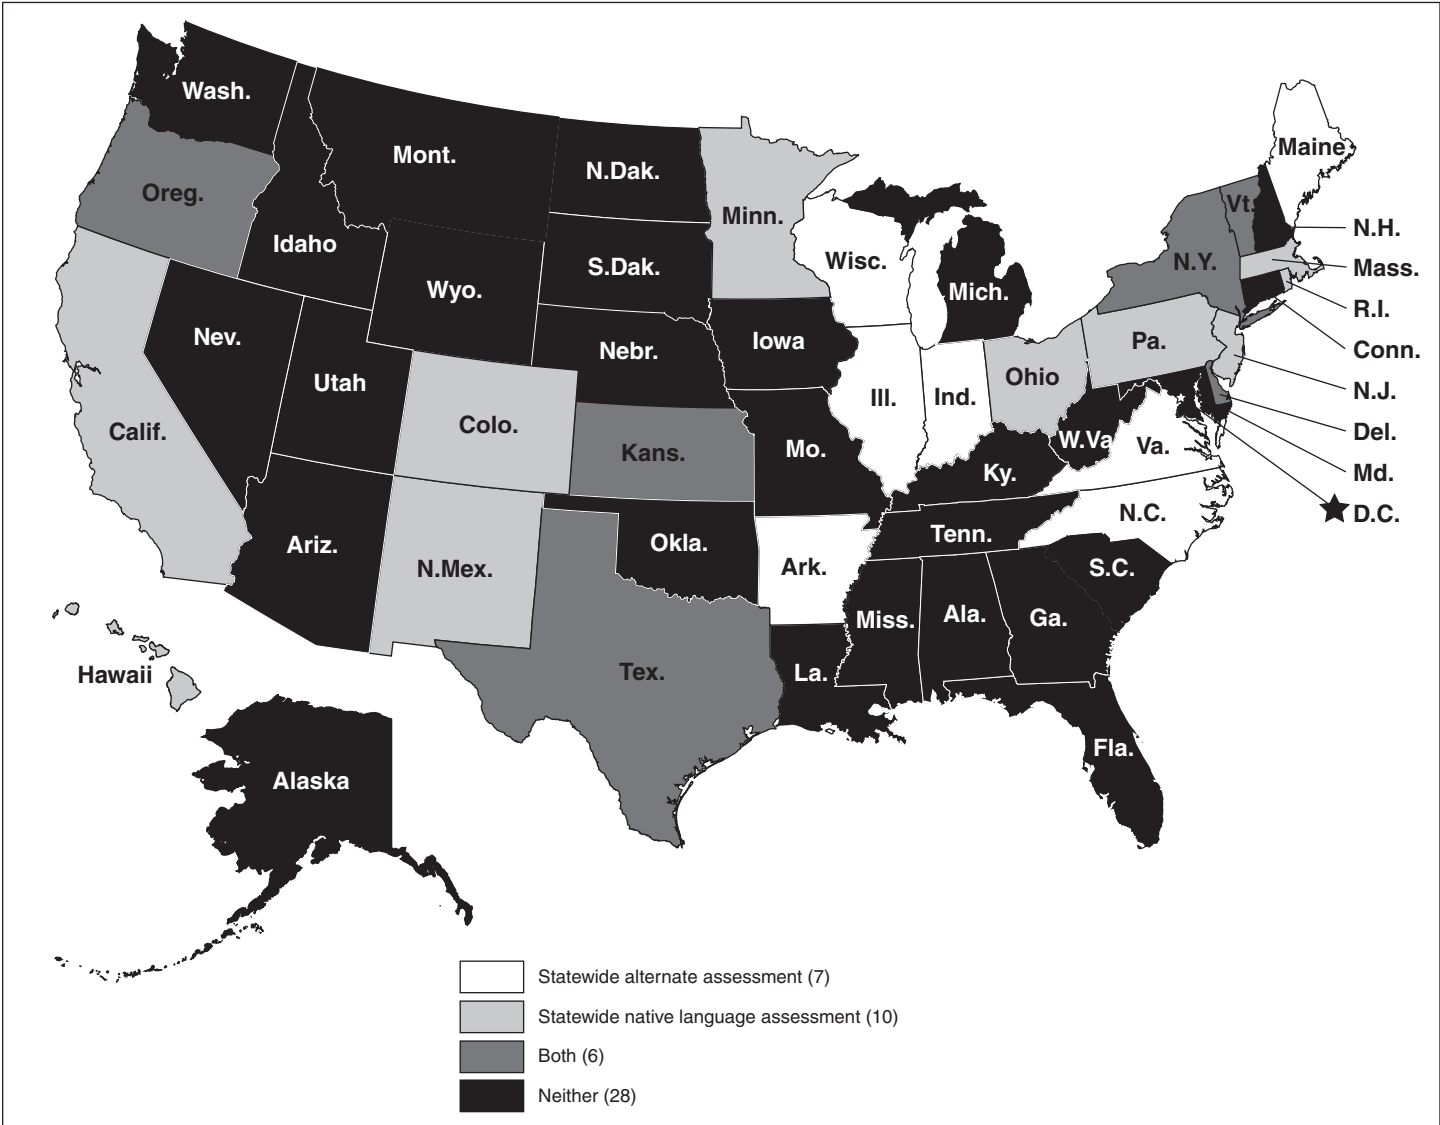 Wash.
Mont.
N.Dak.
Minn.
Maine
Oreg.
Idaho
Wyo.
S.Dak.
Wisc.
Mich.
N.Y.
Vt.
N.H.
Mass.
R.I.
Conn.
N.J.
Del.
Md.
D.C.
Nev.
Utah
Colo.
Nebr.
Iowa
Ill.
Ind.
Ohio
Pa.
Calif.
Kans.
Mo.
Ky.
W.Va
Va.
Ariz.
N.Mex.
Okla.
Ark.
Tenn.
N.C.
S.C.
Tex.
La.
Miss.
Ala.
Ga.
Fla.
Hawaii
Alaska
Statewide alternate assessment (7)
Statewide native language assessment (10)
Both (6)
Neither (28)